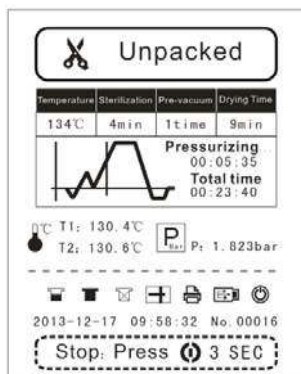 Unpacked
Temperature Sterilization Pre-vacuum Drying Time
134℃ 4min 1time 9min
Pressurizing
00:05:35
Total time
00:23:40
℃ T1: 130.4℃
T2: 130.6℃
P Bar P: 1.823bar
2013-12-17 09:58:32 No.00016
Stop: Press 3 SEC